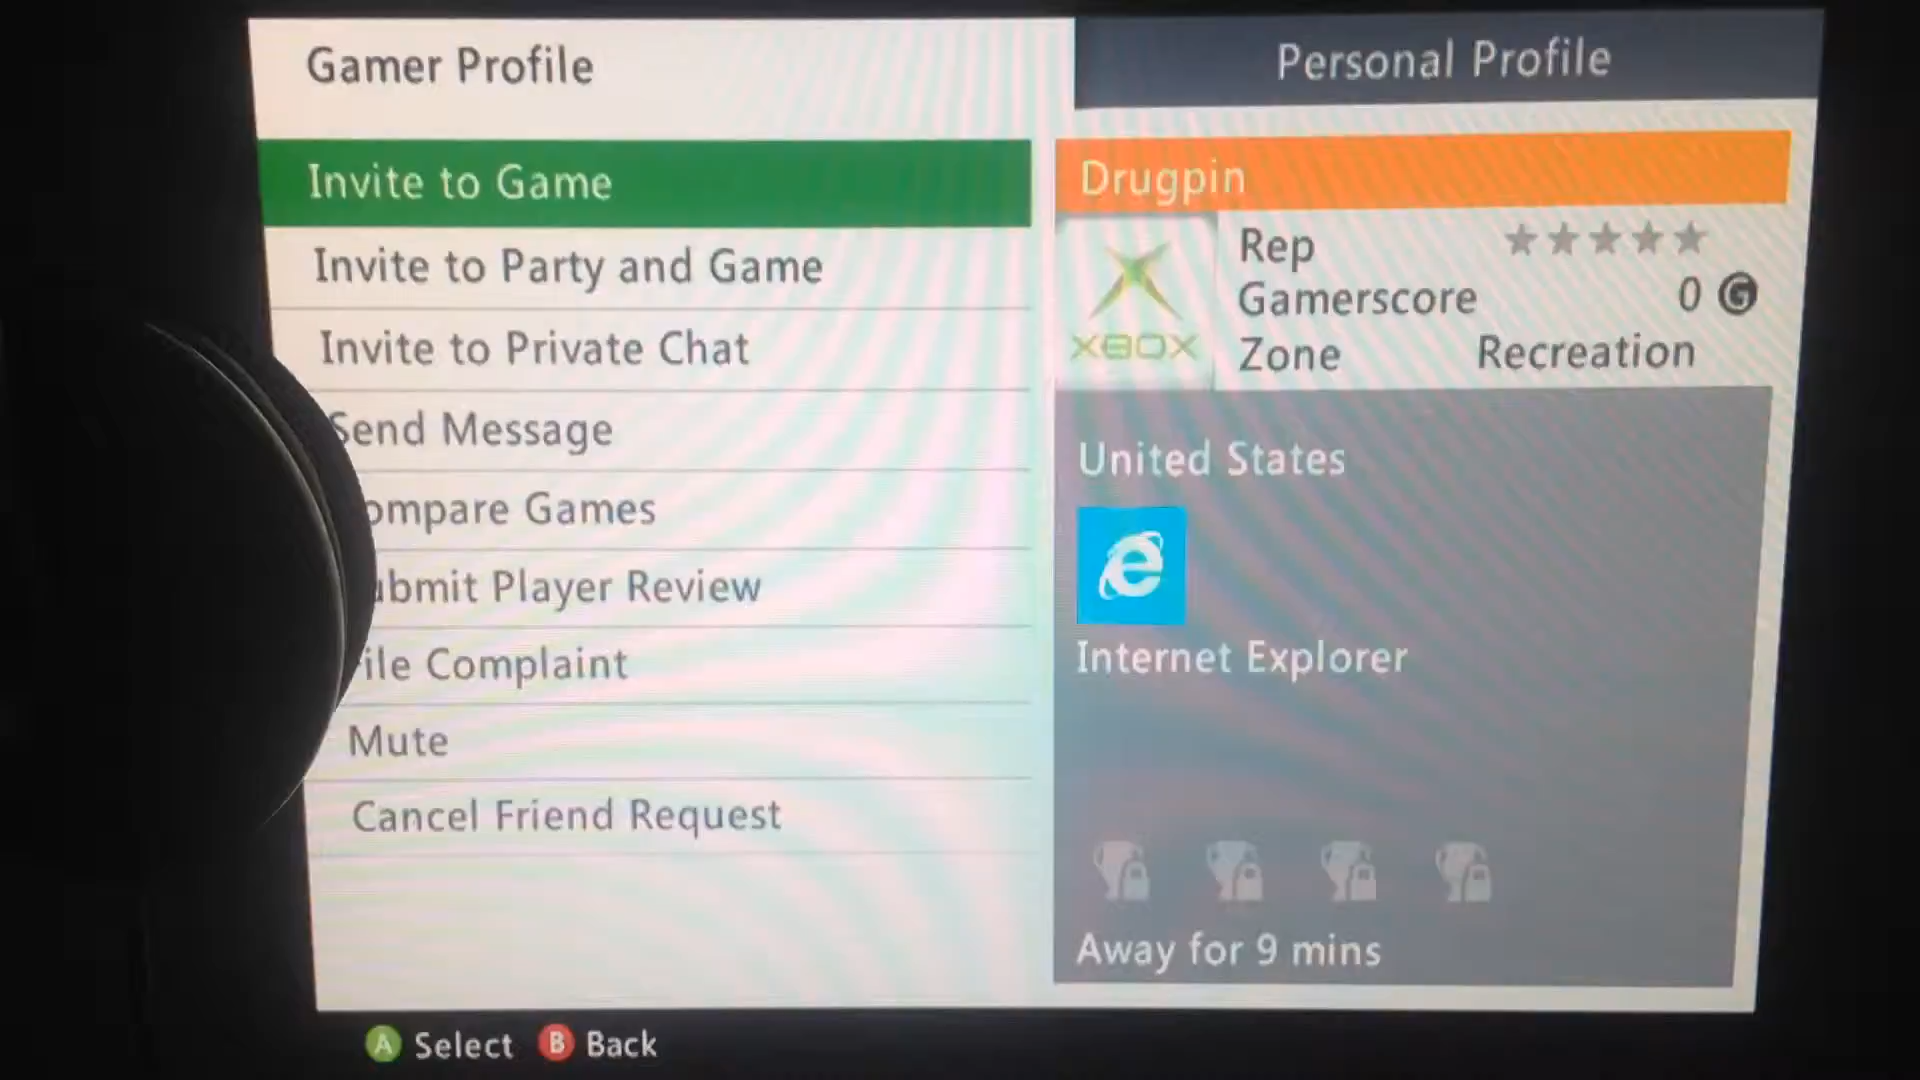 Gamer Profile
Personal Profile
Invite to Game
Invite to Party and Game
Invite to Private Chat
Send Message
ompare Games
ubmit Player Review
ile Complaint
Mute
Cancel Friend Request
Drugpin
XBOX
Rep
Gamerscore 0 G
Zone Recreation
United States
Internet Explorer
Away for 9 mins
A Select B Back